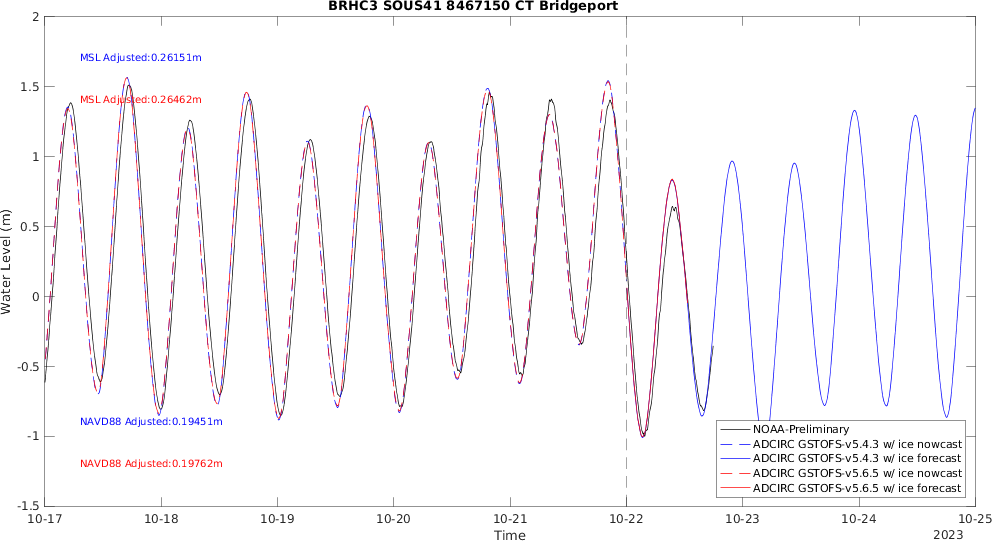 BRHC3 SOUS41 8467150 CT Bridgeport
2
1.5
1
0.5
0
-0.5
-1
-1.5
Water Level (m)
MSL Adjusted:0.26151m
MSL Adjusted:0.26462m
NAVD88 Adjusted:0.19451m
NAVD88 Adjusted:0.19762m
NOAA-Preliminary
ADCIRC GSTOFS-v5.4.3 w/ ice nowcast
ADCIRC GSTOFS-v5.4.3 w/ ice forecast
ADCIRC GSTOFS-v5.6.5 w/ ice nowcast
ADCIRC GSTOFS-v5.6.5 w/ ice forecast
10-17 10-18 10-19 10-20 10-21 10-22 10-23 10-24 10-25
Time
2023